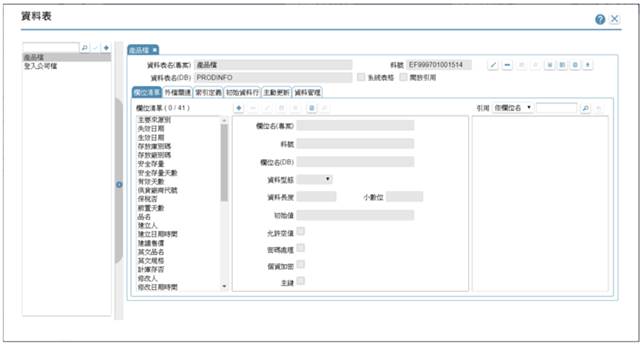 資料表
產品檔
登入公司檔
產品檔
資料表名(專案) 產品檔 料號 EF999701001514
資料表名(DB) PRODINFO 系統表格 開放引用
欄位清單 外檔關連 索引定義 初始資料行 主動更新 資料管理
欄位清單 ( 0 / 41 )
引用 依欄位名
主要來源別
失效日期
生效日期
存放庫別碼
存放廠別碼
安全存量
安全存量天數
有效天數
供貨廠商代號
保稅否
前置天數
品名
建立人
建立日期時間
建議售價
英文品名
英文規格
計庫存否
修改人
修改日期時間
欄位名(專案)
料號
欄位名(DB)
資料型態
資料長度 小數位
初始值
允許空值
密碼處理
個資加密
主鍵